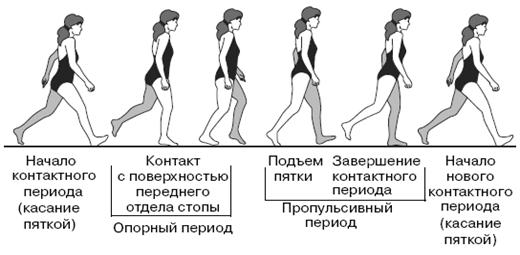 Начало
контактного
периода
(касание
пяткой)
Контакт
с поверхностью
переднего
отдела стопы
Опорный период
Подъем
пятки
Завершение
контактного
периода
Пропульсивный
период
Начало
нового
контактного
периода
(касание
пяткой)